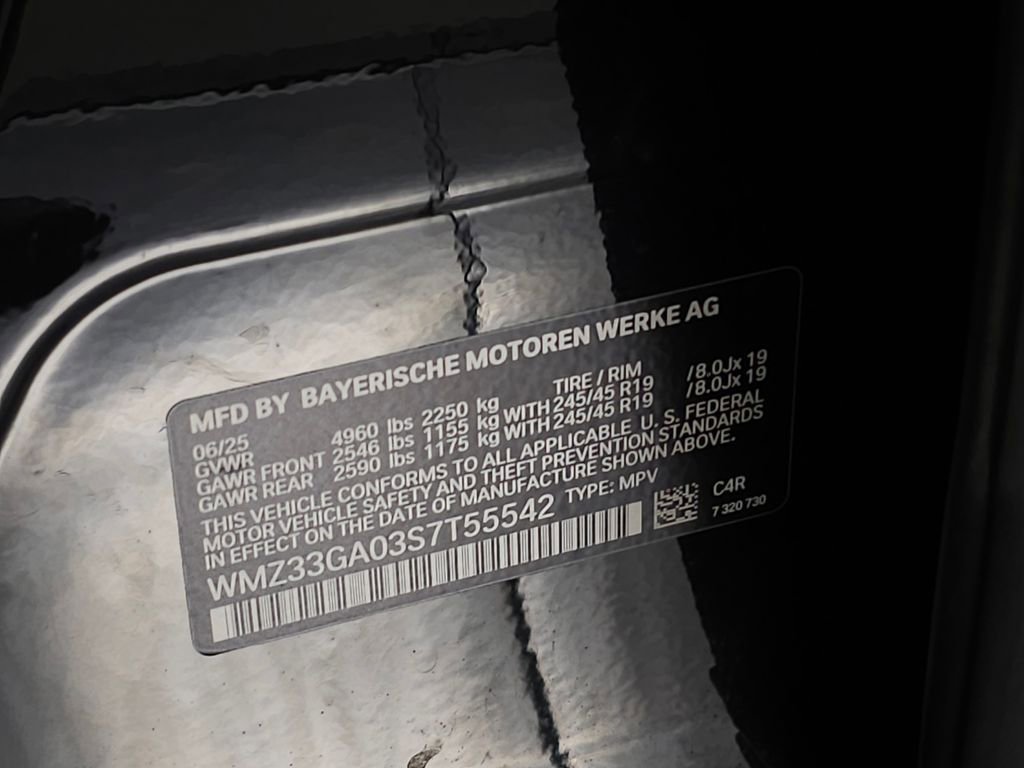 MFD BY BAYERISCHE MOTOREN WERKE AG
06/25 TIRE / RIM
GVWR 4960 lbs 2250 kg
GAWR FRONT 2546 lbs 1155 kg WITH 245/45 R19 /8.0Jx 19
GAWR REAR 2590 lbs 1175 kg WITH 245/45 R19 /8.0Jx 19
THIS VEHICLE CONFORMS TO ALL APPLICABLE U. S. FEDERAL
MOTOR VEHICLE SAFETY AND THEFT PREVENTION STANDARDS
IN EFFECT ON THE DATE OF MANUFACTURE SHOWN ABOVE.
WMZ33GA03S7T55542 TYPE: MPV
C4R
7 320 730